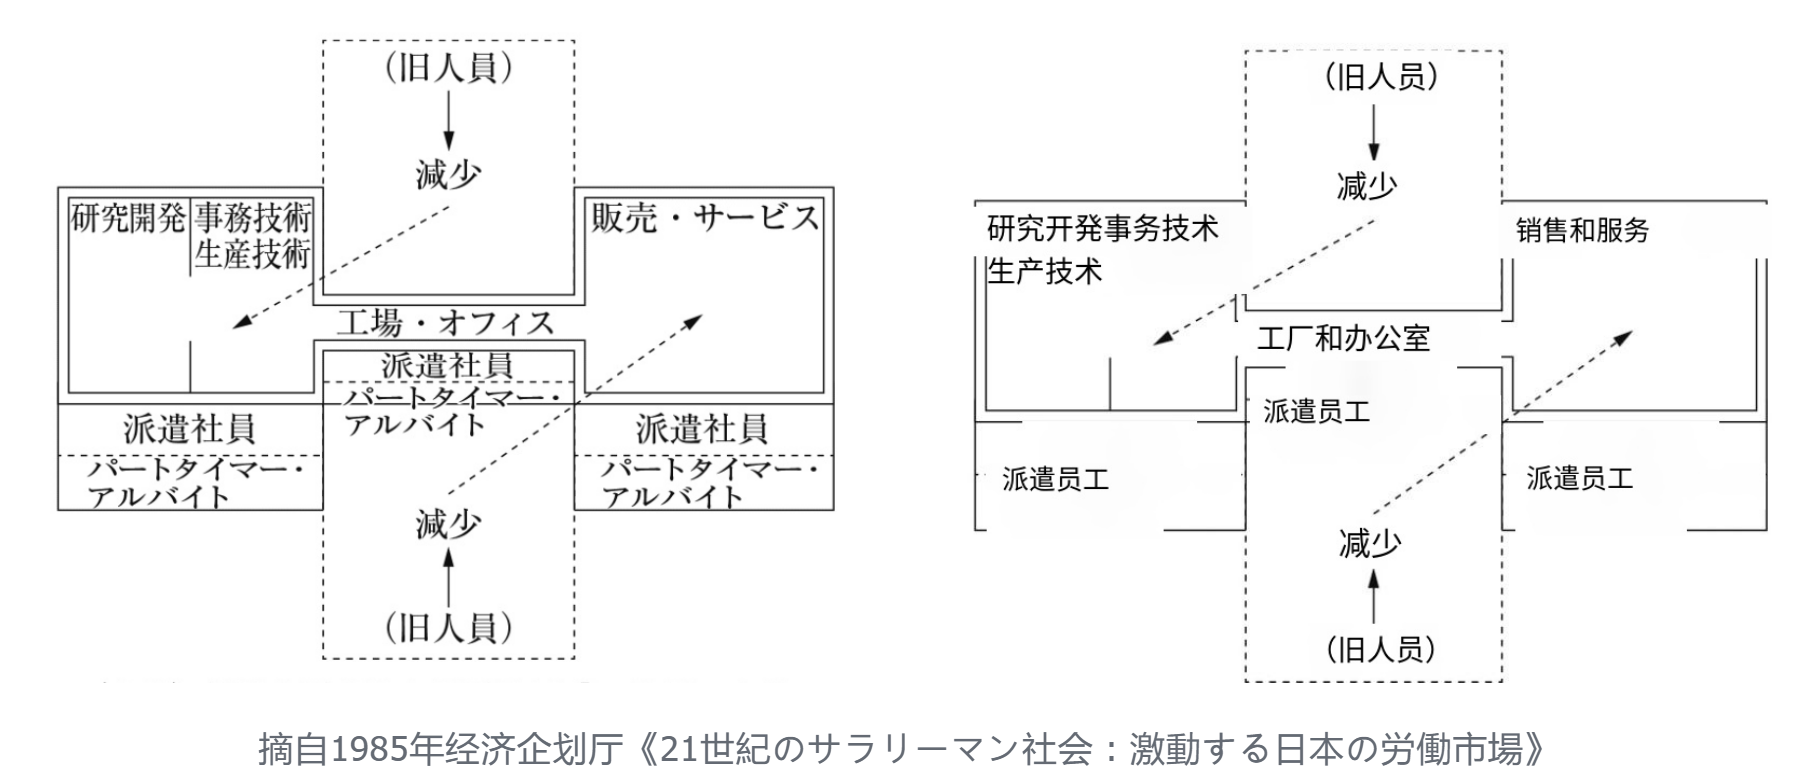 （旧人員）
減少
研究開発
事務技術
生産技術
販売・サービス
工場・オフィス
派遣社員
パートタイマー・
アルバイト
派遣社員
パートタイマー・
アルバイト
派遣社員
パートタイマー・
アルバイト
減少
（旧人員）
（旧人员）
减少
研究开発事务技术
生产技术
销售和服务
工厂和办公室
派遣员工
派遣员工
派遣员工
减少
（旧人员）
摘自1985年经济企划厅《21世紀のサラリーマン社会：激動する日本の労働市場》